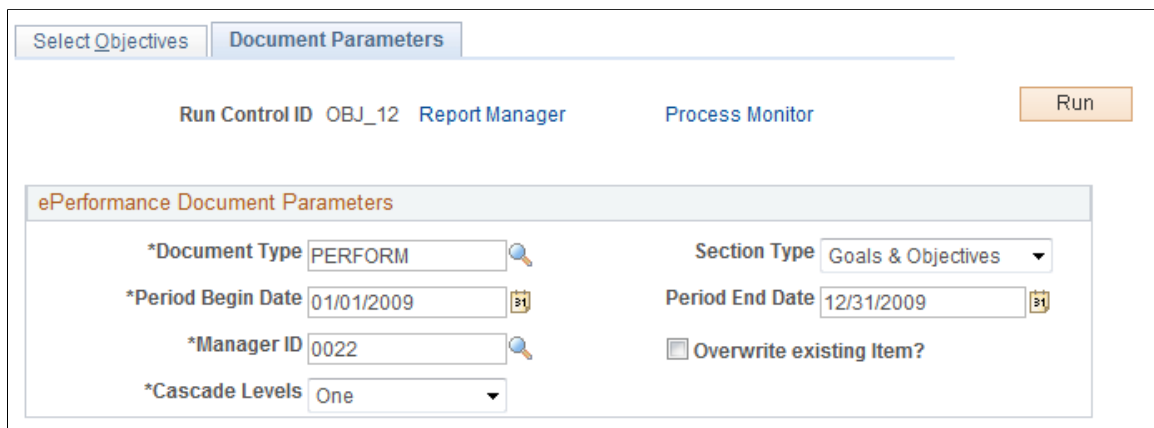 Select Objectives Document Parameters
Run Control ID OBJ_12 Report Manager Process Monitor Run
ePerformance Document Parameters
*Document Type PERFORM Section Type Goals & Objectives
*Period Begin Date 01/01/2009 31 Period End Date 12/31/2009 31
*Manager ID 0022 Overwrite existing Item?
*Cascade Levels One